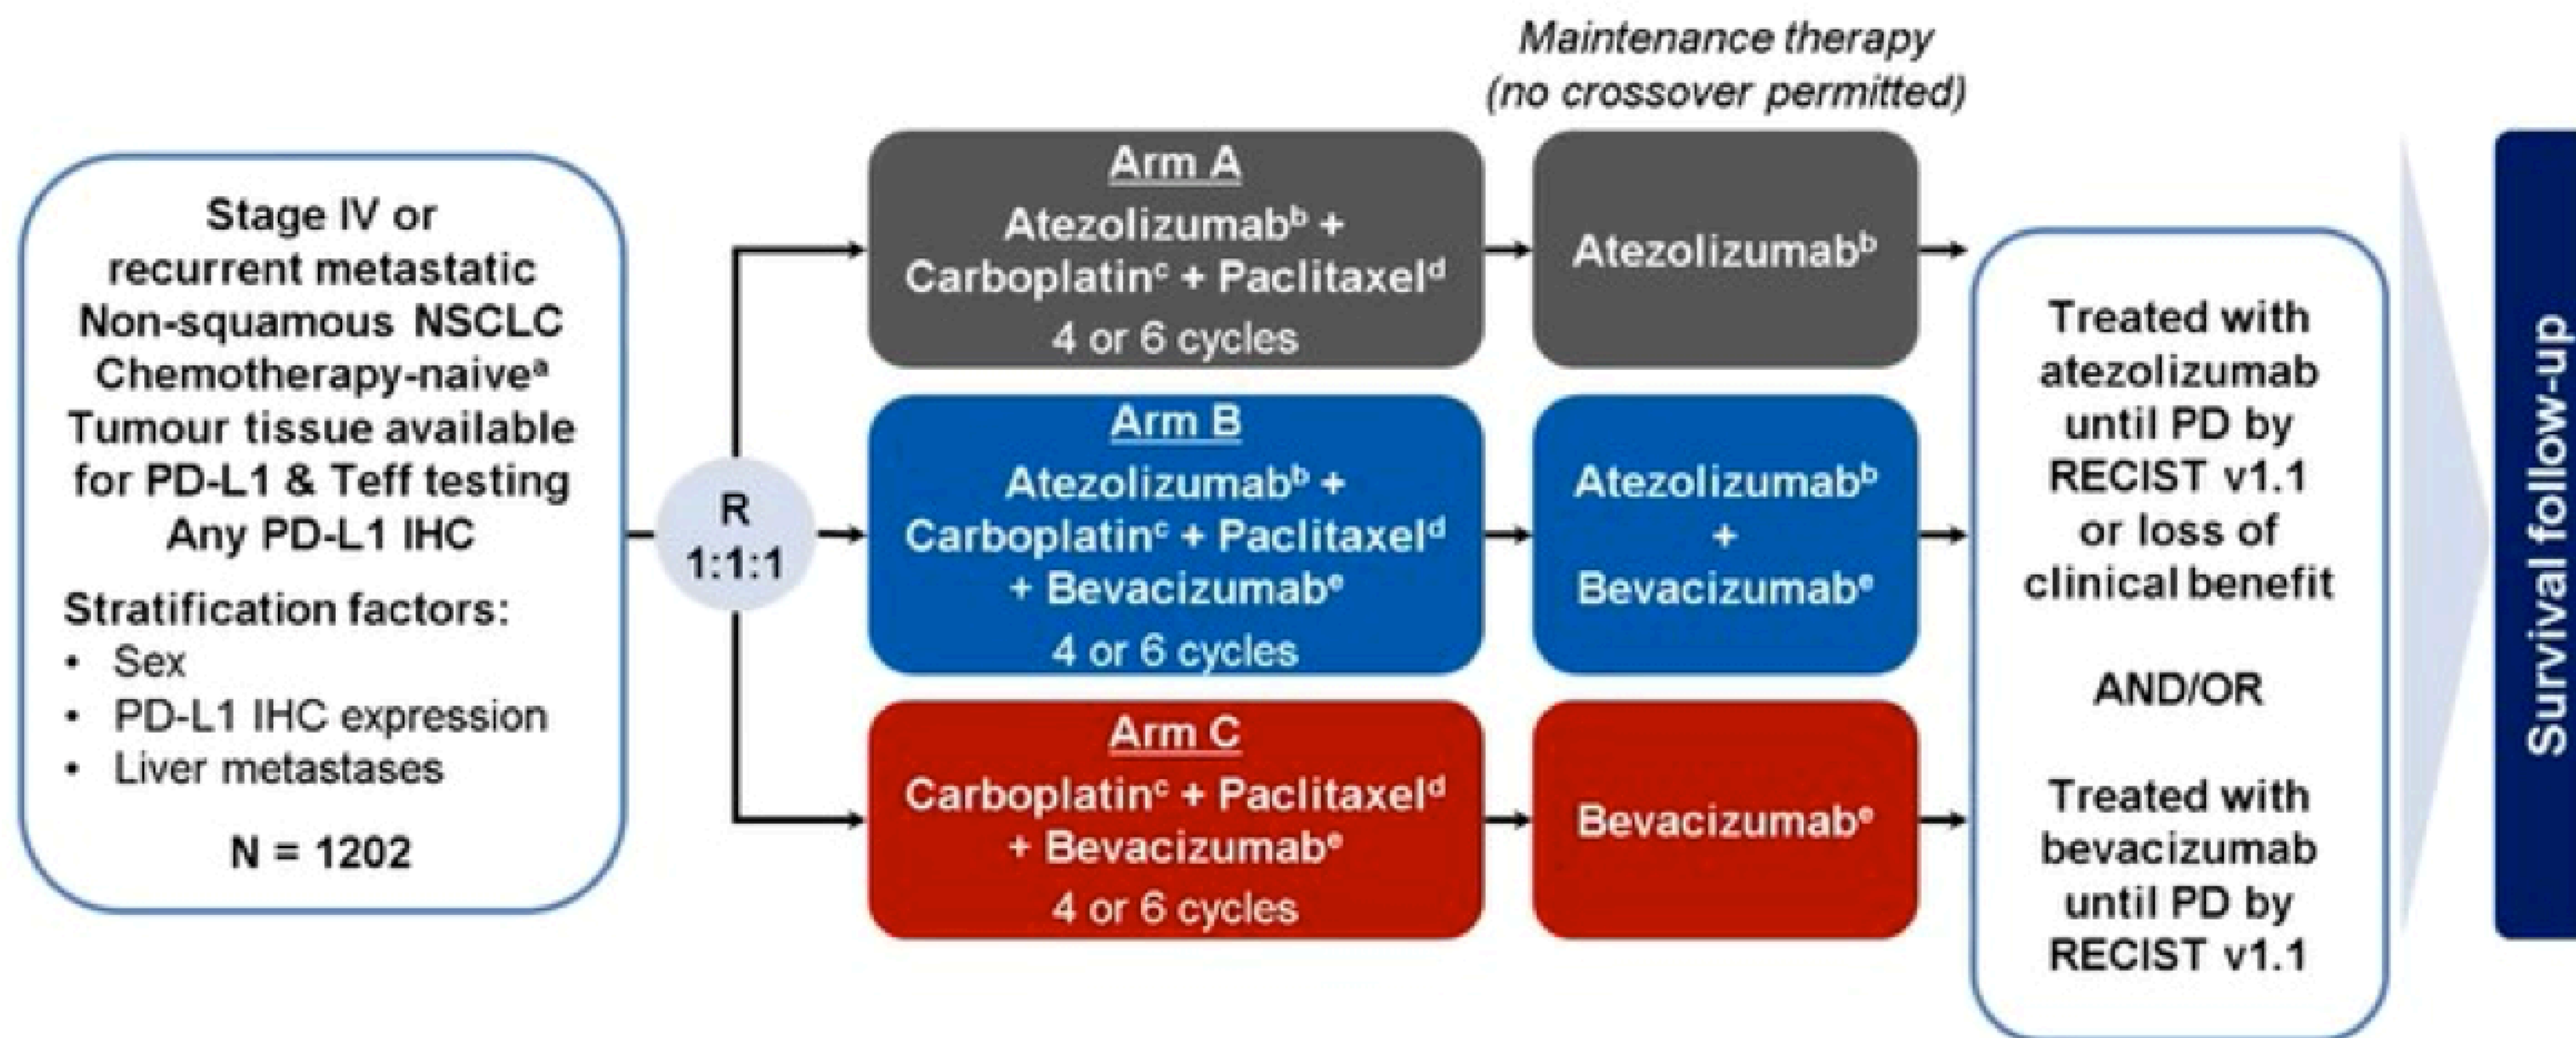 Maintenance therapy
(no crossover permitted)
Stage IV or
recurrent metastatic
Non-squamous NSCLC
Chemotherapy-naiveᵃ
Tumour tissue available
for PD-L1 & Teff testing
Any PD-L1 IHC
Stratification factors:
• Sex
• PD-L1 IHC expression
• Liver metastases
N = 1202
R
1:1:1
Arm A
Atezolizumabᵇ +
Carboplatinᶜ + Paclitaxelᵈ
4 or 6 cycles
Atezolizumabᵇ
Arm B
Atezolizumabᵇ +
Carboplatinᶜ + Paclitaxelᵈ
+ Bevacizumabᵉ
4 or 6 cycles
Atezolizumabᵇ
+
Bevacizumabᵉ
Arm C
Carboplatinᶜ + Paclitaxelᵈ
+ Bevacizumabᵉ
4 or 6 cycles
Bevacizumabᵉ
Treated with
atezolizumab
until PD by
RECIST v1.1
or loss of
clinical benefit
AND/OR
Treated with
bevacizumab
until PD by
RECIST v1.1
Survival follow-up